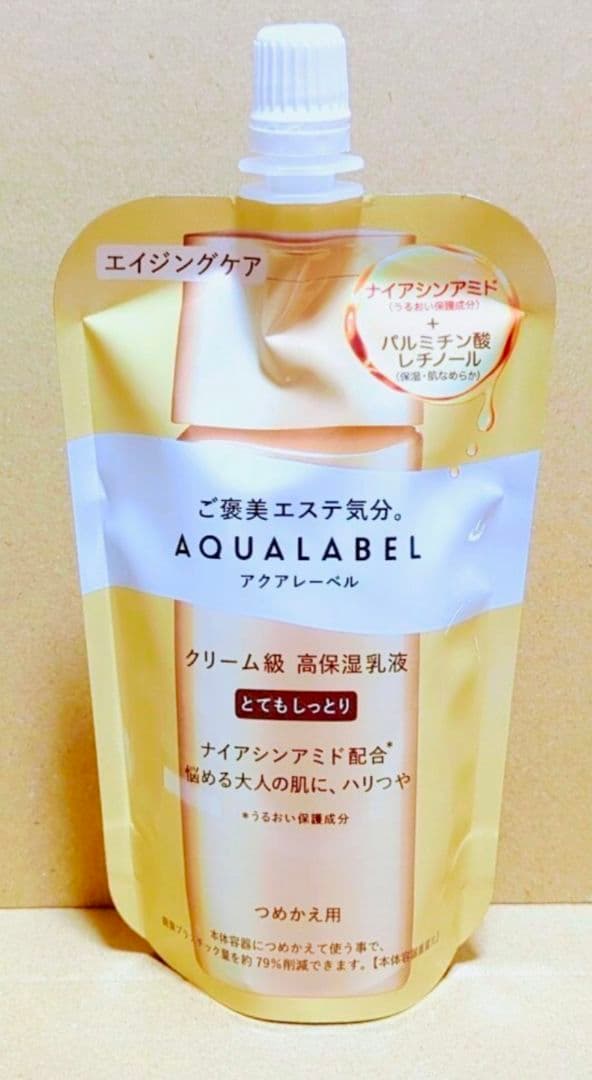 エイジングケア
ナイアシンアミド
(うるおい保護成分)
+
パルミチン酸
レチノール
(保湿・肌なめらか)
ご褒美エステ気分。
AQUALABEL
アクアレーベル
クリーム級 高保湿乳液
とてもしっとり
ナイアシンアミド配合*
悩める大人の肌に、ハリつや
*うるおい保護成分
つめかえ用
本体容器につめかえて使う事で、
プラスチック量を約79%削減できます。【本体容器